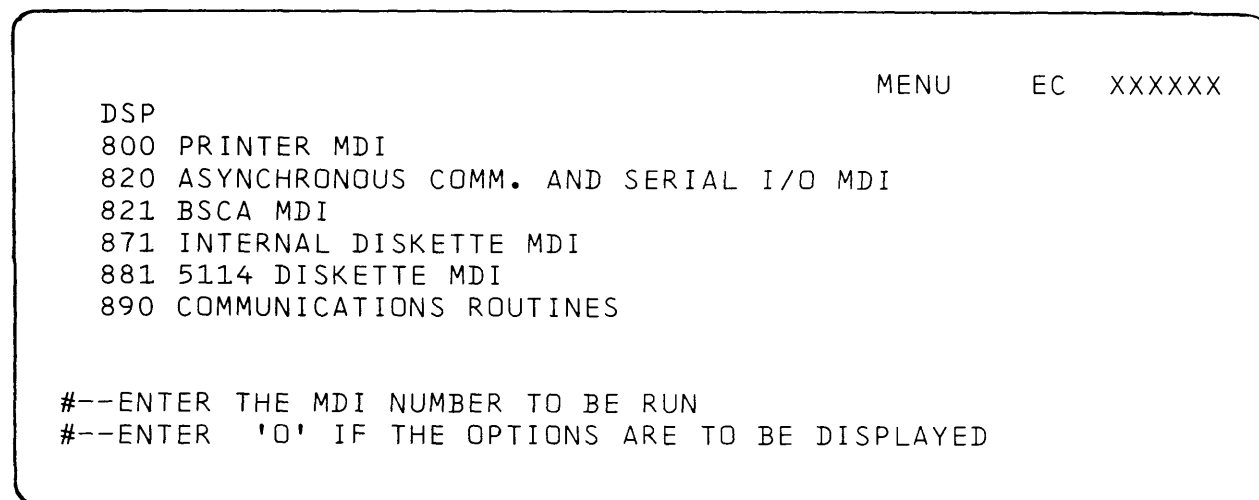 MENU EC XXXXXX
DSP
800 PRINTER MDI
820 ASYNCHRONOUS COMM. AND SERIAL I/O MDI
821 BSCA MDI
871 INTERNAL DISKETTE MDI
881 5114 DISKETTE MDI
890 COMMUNICATIONS ROUTINES
#--ENTER THE MDI NUMBER TO BE RUN
#--ENTER 'O' IF THE OPTIONS ARE TO BE DISPLAYED